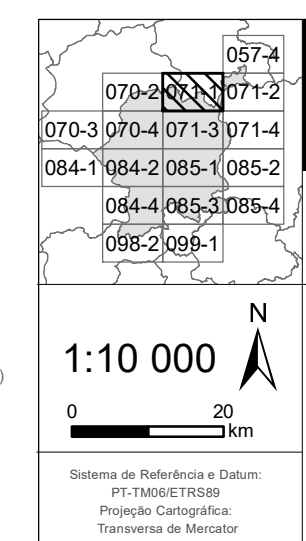 057-4
070-2 071-1 071-2
070-3 070-4 071-3 071-4
084-1 084-2 085-1 085-2
084-4 085-3 085-4
098-2 099-1
N
1:10 000
0 20
km
)
Sistema de Referência e Datum:
PT-TM06/ETRS89
Projeção Cartográfica:
Transversa de Mercator